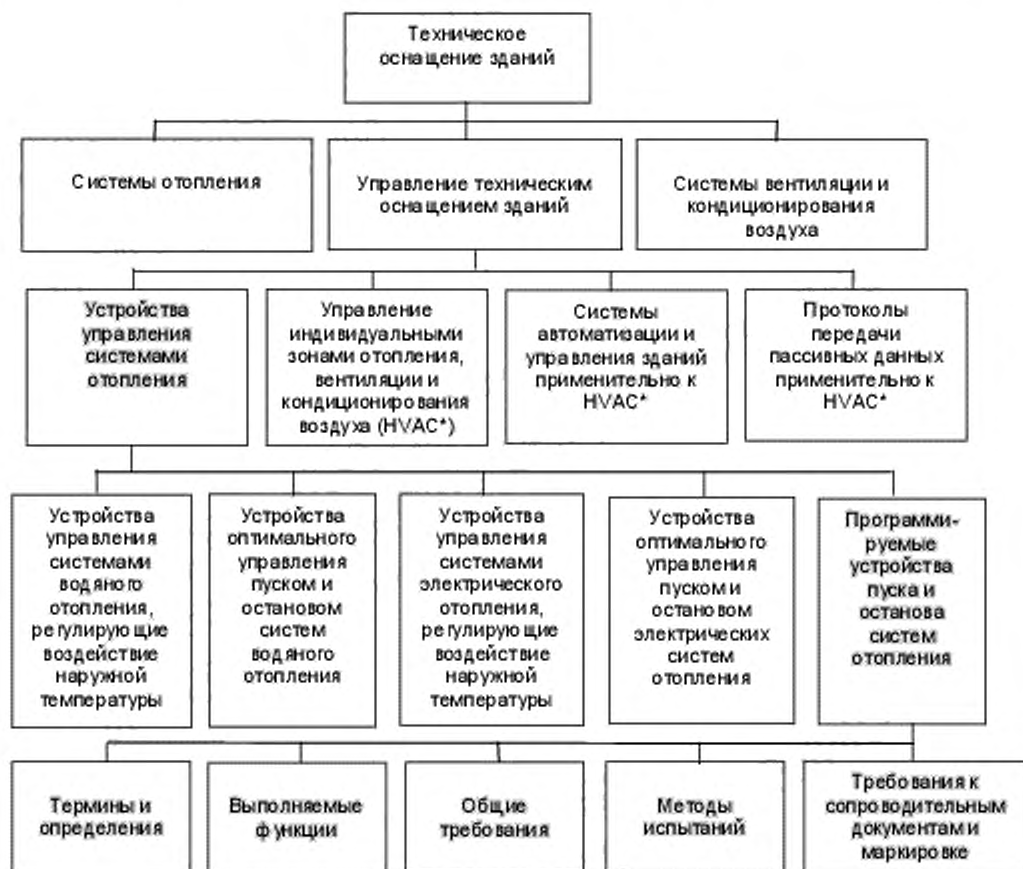 Техническое
оснащение зданий
Системы отопления
Управление техническим
оснащением зданий
Системы вентиляции и
кондиционирования
воздуха
Устройства
управления
системами
отопления
Управление
индивидуальными
зонами отопления,
вентиляции и
кондиционирования
воздуха (HVAC*)
Системы
автоматизации и
управления зданий
применительно к
HVAC*
Протоколы
передачи
пассивных данных
применительно к
HVAC*
Устройства
управления
системами
водяного
отопления,
регулирующие
воздействие
наружной
температуры
Устройства
оптимального
управления
пуском и
остановом
систем
водяного
отопления
Устройства
управления
системами
электрического
отопления,
регулирующие
воздействие
наружной
температуры
Устройства
оптимального
управления
пуском и
остановом
электрических
систем
отопления
Программи-
руемые
устройства
пуска и
останова
систем
отопления
Термины и
определения
Выполняемые
функции
Общие
требования
Методы
испытаний
Требования к
сопроводительным
документам и
маркировке